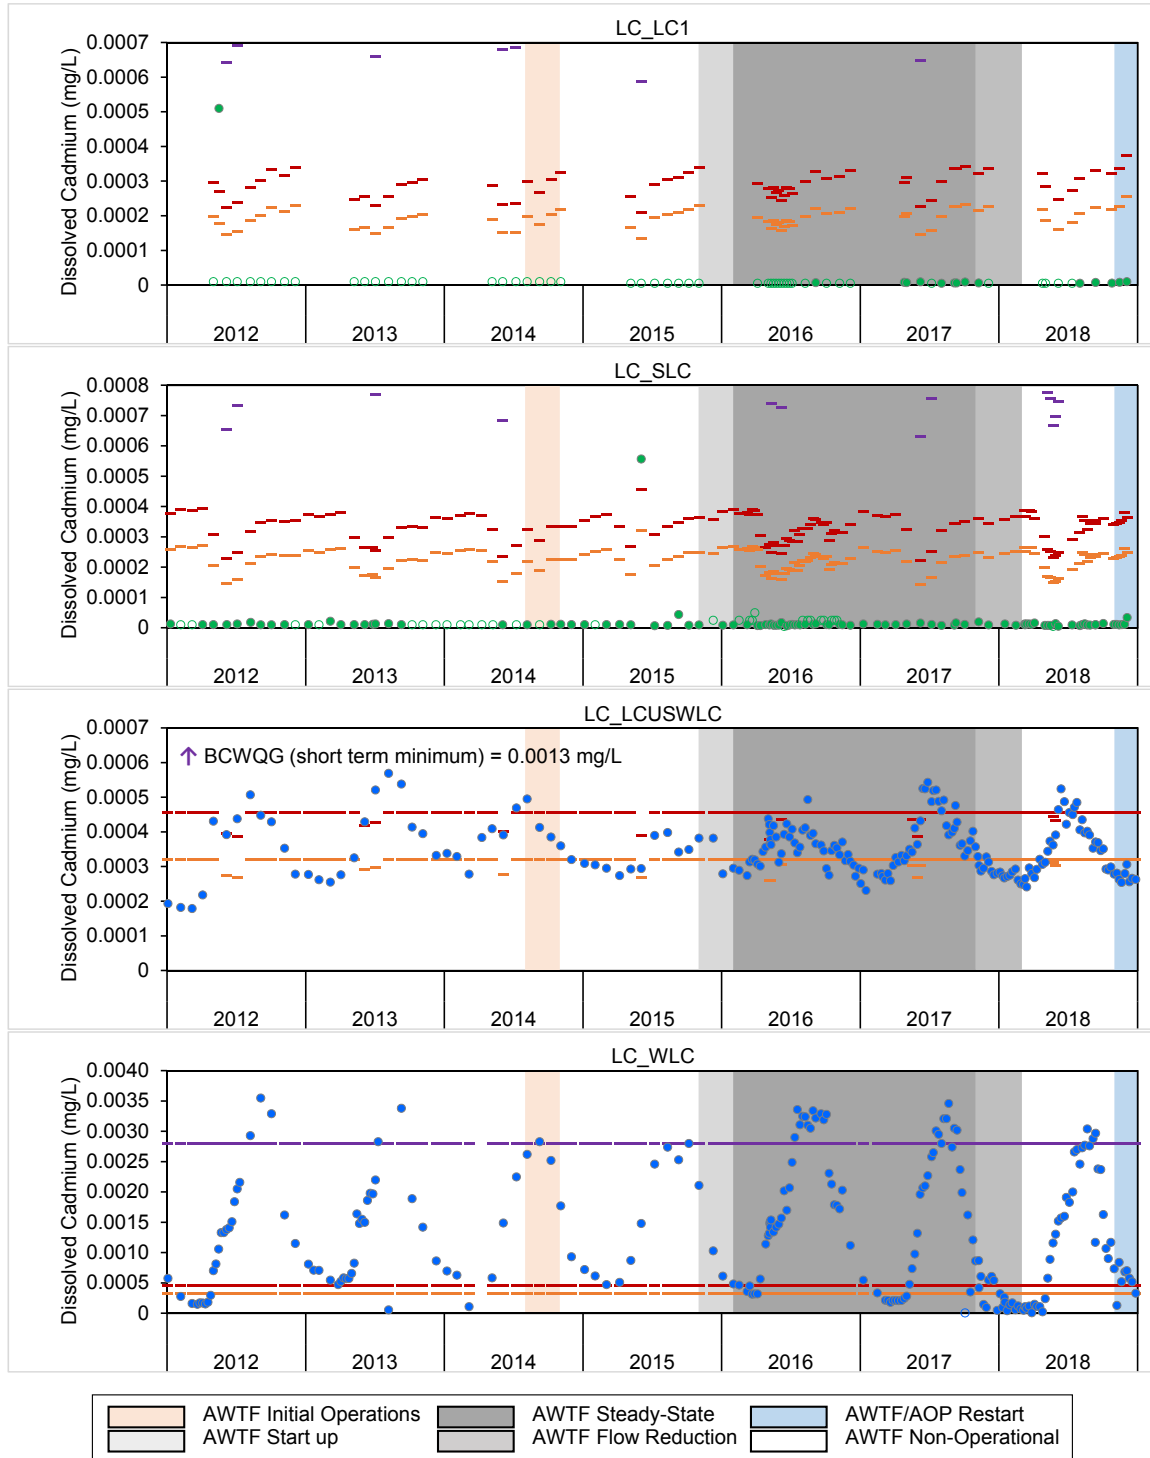 LC_LC1
Dissolved Cadmium (mg/L)
0.0007
0.0006
0.0005
0.0004
0.0003
0.0002
0.0001
0
2012 2013 2014 2015 2016 2017 2018
LC_SLC
Dissolved Cadmium (mg/L)
0.0008
0.0007
0.0006
0.0005
0.0004
0.0003
0.0002
0.0001
0
2012 2013 2014 2015 2016 2017 2018
LC_LCUSWLC
Dissolved Cadmium (mg/L)
0.0007
↑ BCWQG (short term minimum) = 0.0013 mg/L
0.0006
0.0005
0.0004
0.0003
0.0002
0.0001
0
2012 2013 2014 2015 2016 2017 2018
LC_WLC
Dissolved Cadmium (mg/L)
0.0040
0.0035
0.0030
0.0025
0.0020
0.0015
0.0010
0.0005
0
2012 2013 2014 2015 2016 2017 2018
AWTF Initial Operations AWTF Steady-State AWTF/AOP Restart
AWTF Start up AWTF Flow Reduction AWTF Non-Operational